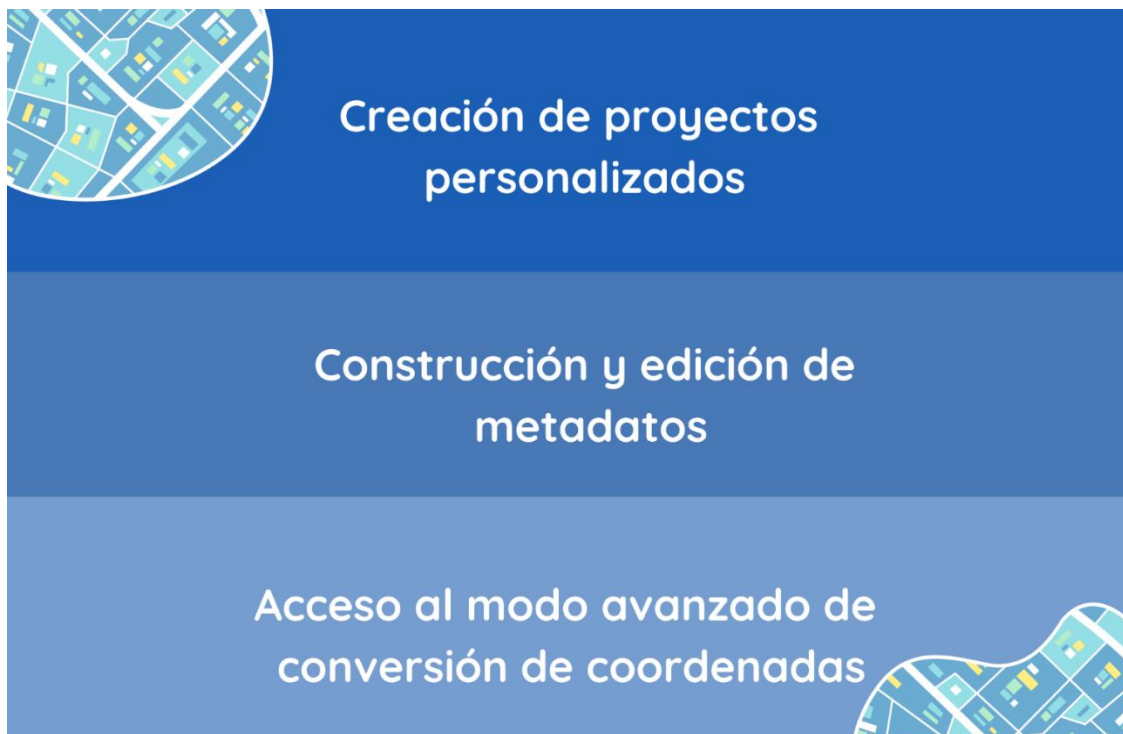 Creación de proyectos
personalizados
Construcción y edición de
metadatos
Acceso al modo avanzado de
conversión de coordenadas